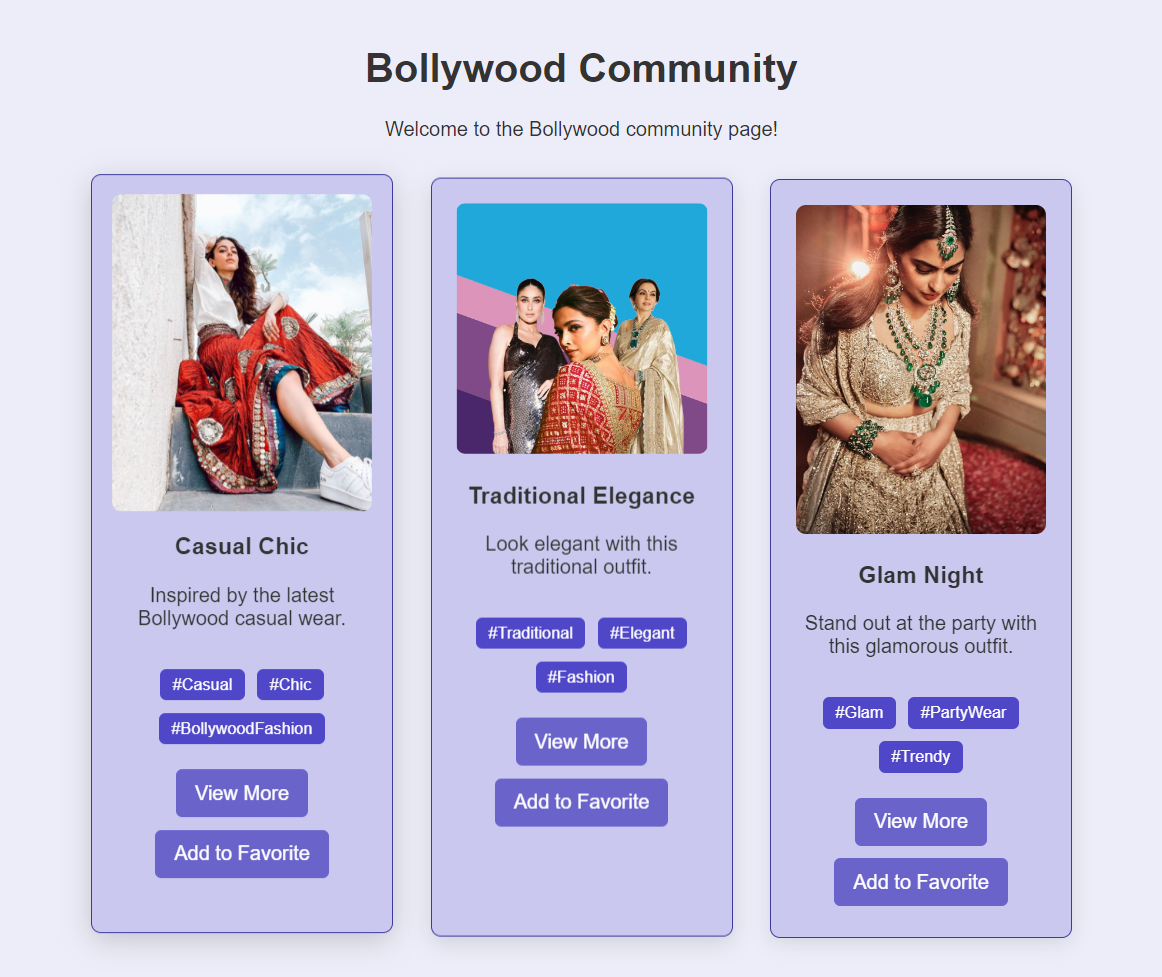 Bollywood Community
Welcome to the Bollywood community page!
Casual Chic
Inspired by the latest
Bollywood casual wear.
#Casual #Chic
#BollywoodFashion
View More
Add to Favorite
Traditional Elegance
Look elegant with this
traditional outfit.
#Traditional #Elegant
#Fashion
View More
Add to Favorite
Glam Night
Stand out at the party with
this glamorous outfit.
#Glam #PartyWear
#Trendy
View More
Add to Favorite